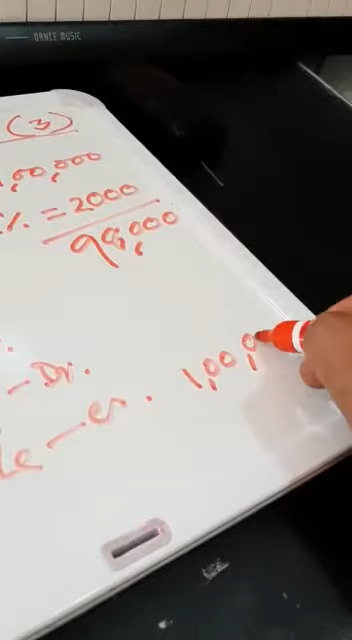 DANCE MUSIC
(3)
1,00,000
% = 2000
98,000
- Dr.
- Cr. 1,00,0